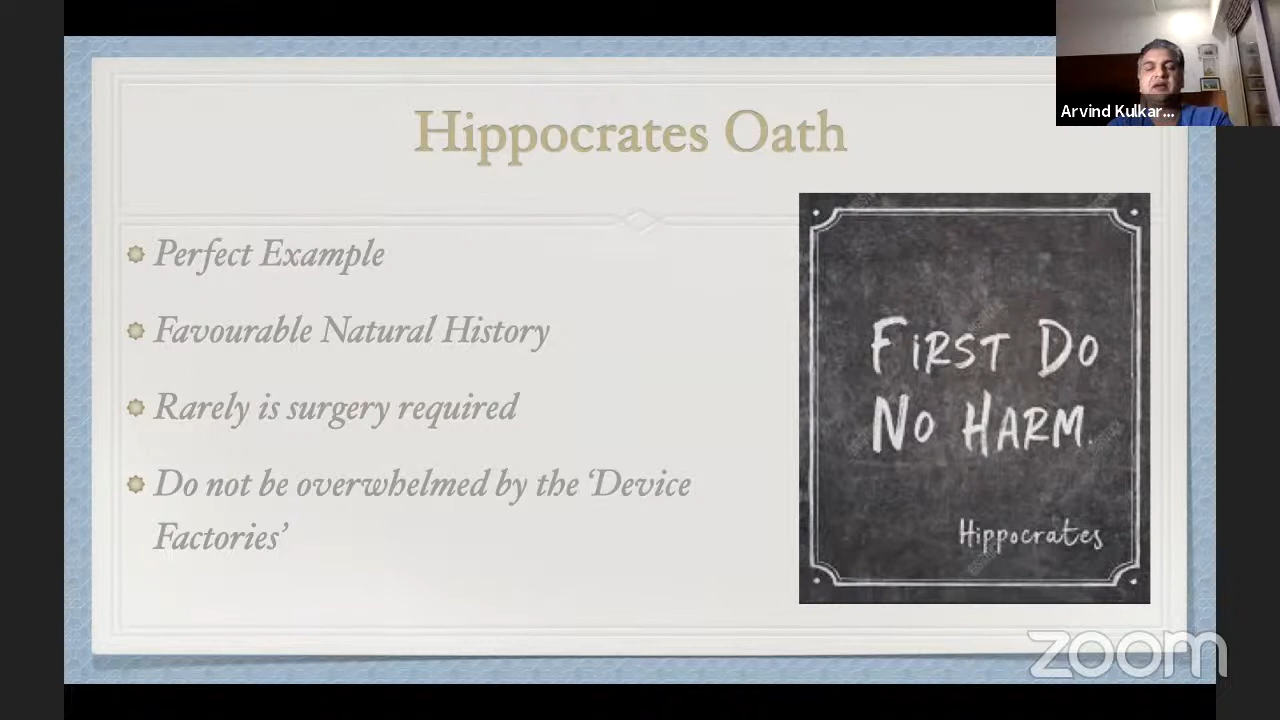 Hippocrates Oath
Arvind Kulkar...
Perfect Example
Favourable Natural History
Rarely is surgery required
Do not be overwhelmed by the ‘Device
Factories’
First Do
No Harm.
Hippocrates
zoom